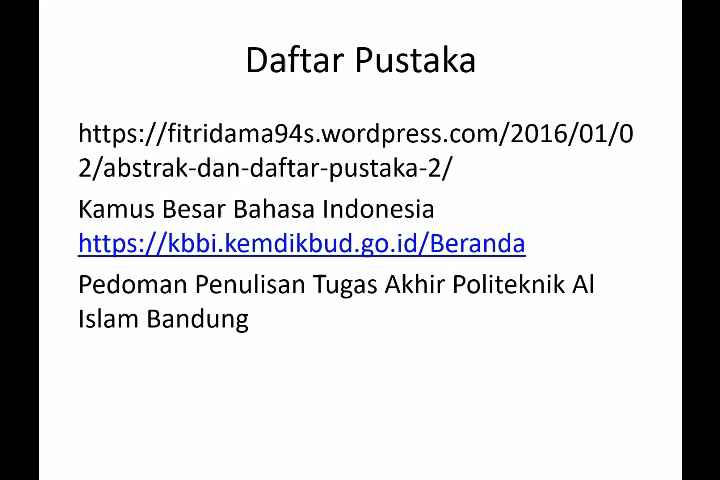 Daftar Pustaka
https://fitridama94s.wordpress.com/2016/01/0
2/abstrak-dan-daftar-pustaka-2/
Kamus Besar Bahasa Indonesia
https://kbbi.kemdikbud.go.id/Beranda
Pedoman Penulisan Tugas Akhir Politeknik Al
Islam Bandung